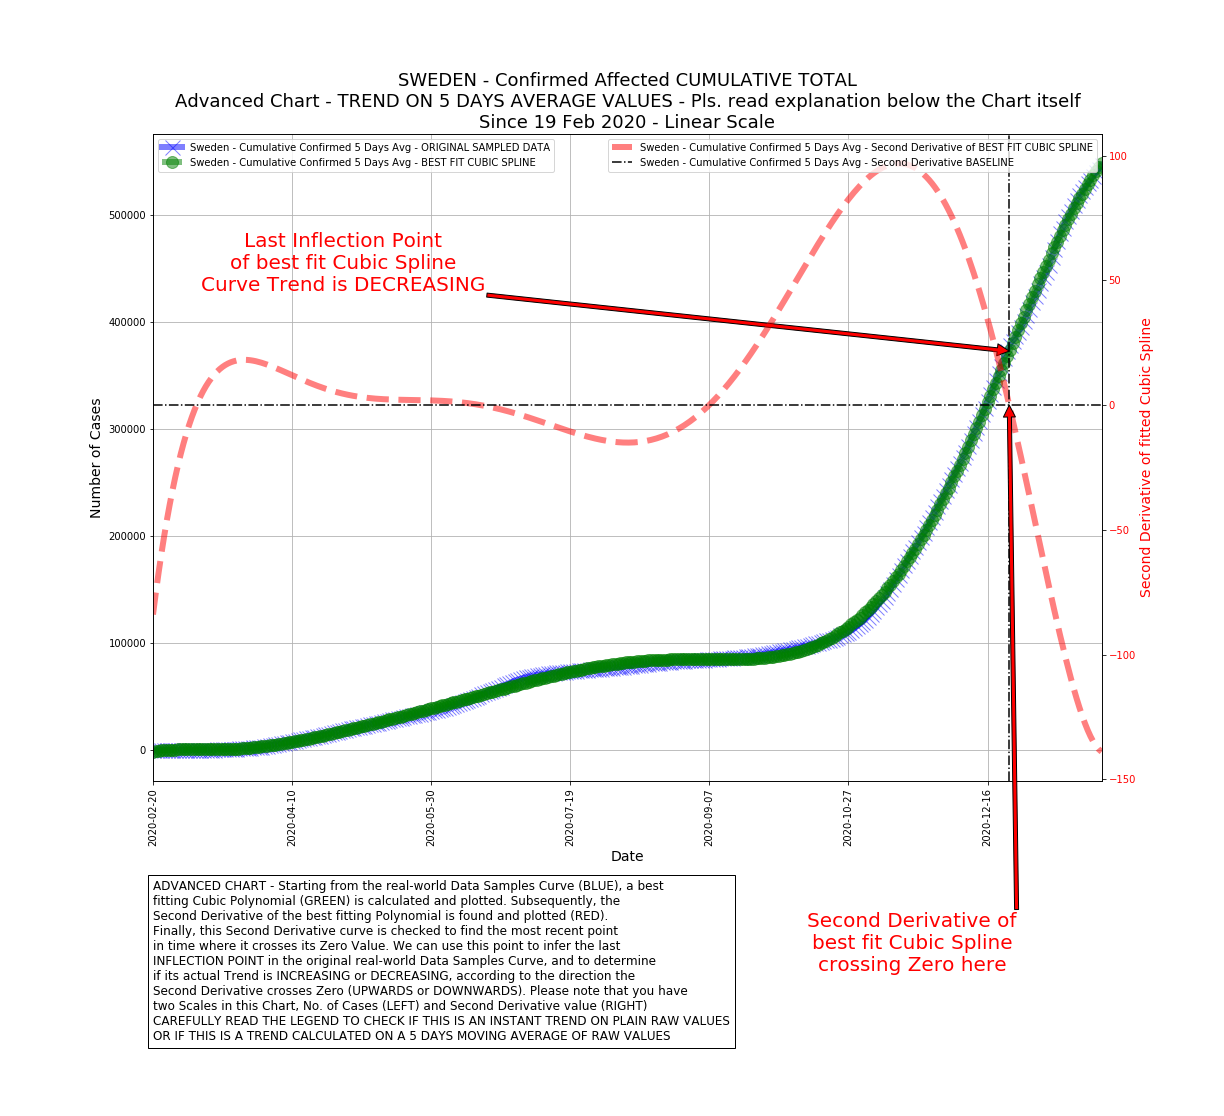 SWEDEN - Confirmed Affected CUMULATIVE TOTAL
Advanced Chart - TREND ON 5 DAYS AVERAGE VALUES - Pls. read explanation below the Chart itself
Since 19 Feb 2020 - Linear Scale
Sweden - Cumulative Confirmed 5 Days Avg - ORIGINAL SAMPLED DATA
Sweden - Cumulative Confirmed 5 Days Avg - BEST FIT CUBIC SPLINE
Sweden - Cumulative Confirmed 5 Days Avg - Second Derivative of BEST FIT CUBIC SPLINE
Sweden - Cumulative Confirmed 5 Days Avg - Second Derivative BASELINE
Last Inflection Point
of best fit Cubic Spline
Curve Trend is DECREASING
Number of Cases
500000
400000
300000
200000
100000
0
100
50
0
−50
−100
−150
Second Derivative of fitted Cubic Spline
2020-02-20
2020-04-10
2020-05-30
2020-07-19
2020-09-07
2020-10-27
2020-12-16
Date
ADVANCED CHART - Starting from the real-world Data Samples Curve (BLUE), a best
fitting Cubic Polynomial (GREEN) is calculated and plotted. Subsequently, the
Second Derivative of the best fitting Polynomial is found and plotted (RED).
Finally, this Second Derivative curve is checked to find the most recent point
in time where it crosses its Zero Value. We can use this point to infer the last
INFLECTION POINT in the original real-world Data Samples Curve, and to determine
if its actual Trend is INCREASING or DECREASING, according to the direction the
Second Derivative crosses Zero (UPWARDS or DOWNWARDS). Please note that you have
two Scales in this Chart, No. of Cases (LEFT) and Second Derivative value (RIGHT)
CAREFULLY READ THE LEGEND TO CHECK IF THIS IS AN INSTANT TREND ON PLAIN RAW VALUES
OR IF THIS IS A TREND CALCULATED ON A 5 DAYS MOVING AVERAGE OF RAW VALUES
Second Derivative of
best fit Cubic Spline
crossing Zero here